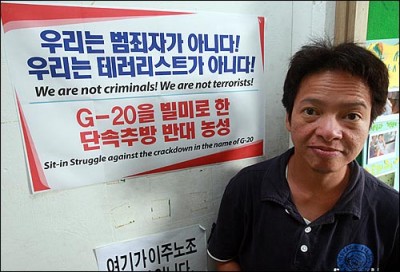 우리는 범죄자가 아니다!
우리는 테러리스트가 아니다!
We are not criminals! We are not terrorists!
G-20을 빌미로 한
단속추방 반대 농성
Sit-in Struggle against the crackdown in the name of G-20
여기가 이주노조